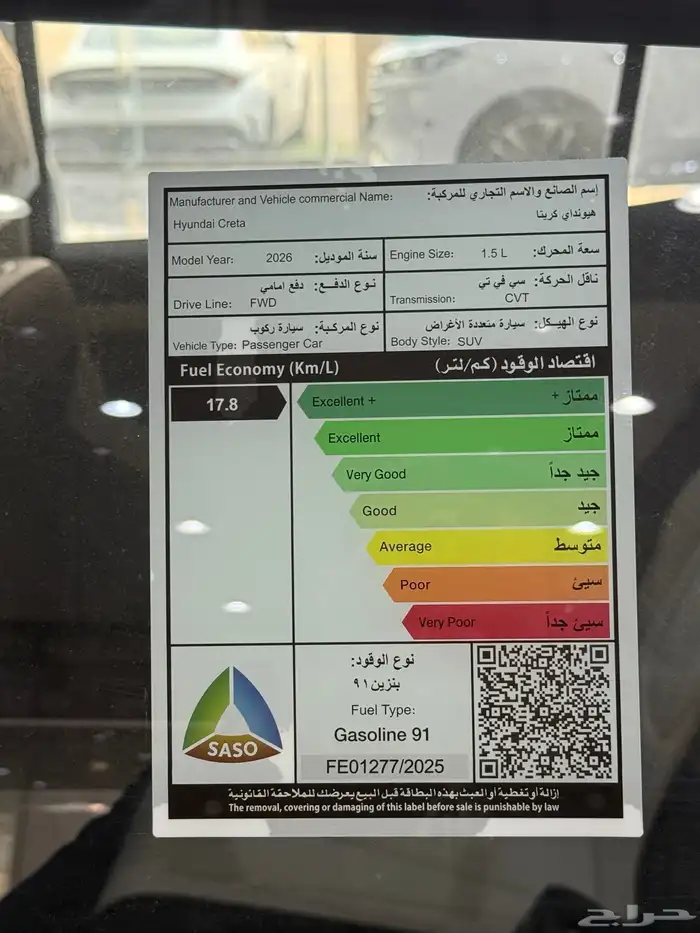 Manufacturer and Vehicle commercial Name: إسم الصانع والاسم التجاري للمركبة:
Hyundai Creta هيونداي كريتا
Model Year: 2026 سنة الموديل:
Engine Size: 1.5 L سعة المحرك:
نوع الدفع: دفع امامي
Drive Line: FWD
ناقل الحركة: سي في تي
Transmission: CVT
نوع المركبة: سيارة ركوب
Vehicle Type: Passenger Car
نوع الهيكل: سيارة متعددة الأغراض
Body Style: SUV
Fuel Economy (Km/L) اقتصاد الوقود (كم/لتر)
17.8
Excellent + ممتاز +
Excellent ممتاز
Very Good جيد جداً
Good جيد
Average متوسط
Poor سيئ
Very Poor سيئ جداً
SASO
نوع الوقود:
بنزين ٩١
Fuel Type:
Gasoline 91
FE01277/2025
إزالة أو تغطية أو العبث بهذه البطاقة قبل البيع يعرضك للملاحقة القانونية
The removal, covering or damaging of this label before sale is punishable by law
حراج